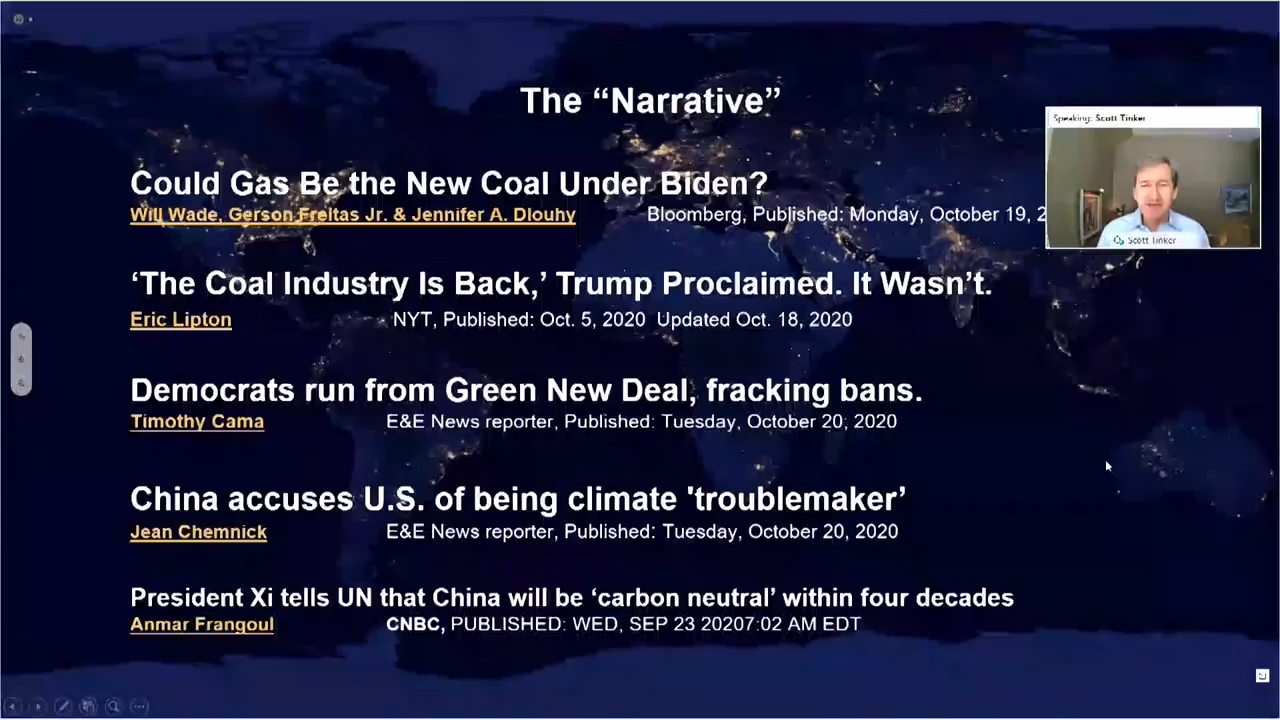 The “Narrative”
Speaking: Scott Tinker
Could Gas Be the New Coal Under Biden?
Will Wade, Gerson Freitas Jr. & Jennifer A. Dlouhy Bloomberg, Published: Monday, October 19, 2
Scott Tinker
‘The Coal Industry Is Back,’ Trump Proclaimed. It Wasn’t.
Eric Lipton NYT, Published: Oct. 5, 2020 Updated Oct. 18, 2020
Democrats run from Green New Deal, fracking bans.
Timothy Cama E&E News reporter, Published: Tuesday, October 20, 2020
China accuses U.S. of being climate 'troublemaker’
Jean Chemnick E&E News reporter, Published: Tuesday, October 20, 2020
President Xi tells UN that China will be ‘carbon neutral’ within four decades
Anmar Frangoul CNBC, PUBLISHED: WED, SEP 23 20207:02 AM EDT